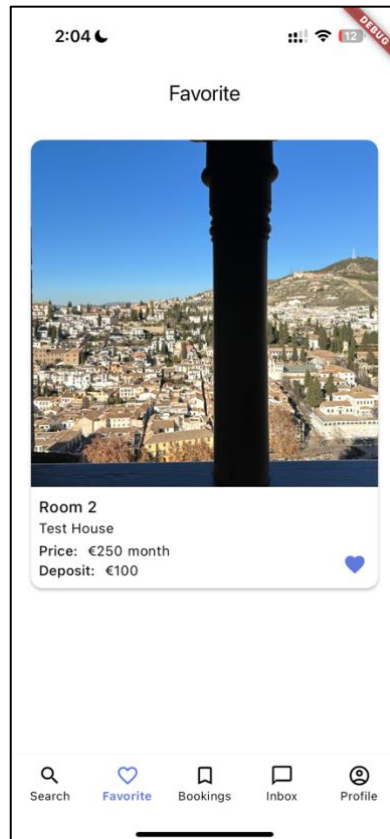 2:04
12
DEBUG
Favorite
Room 2
Test House
Price: €250 month
Deposit: €100
Search Favorite Bookings Inbox Profile